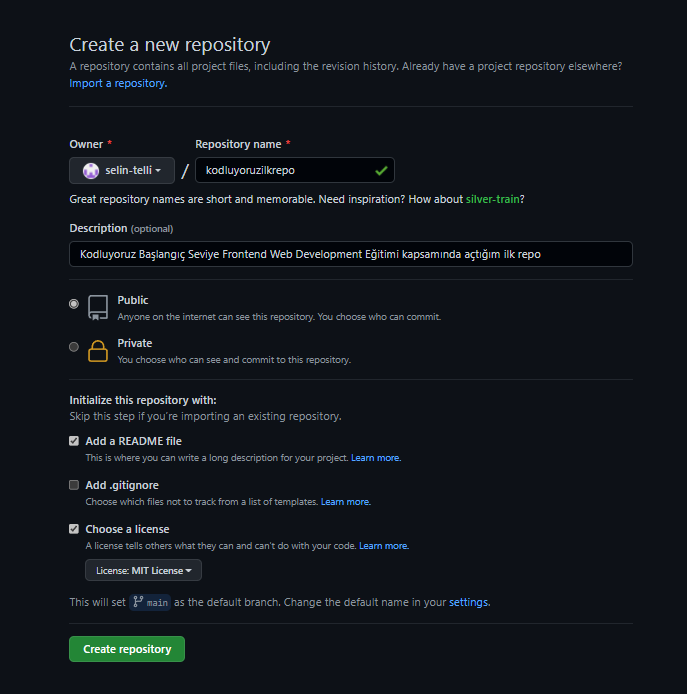 Create a new repository
A repository contains all project files, including the revision history. Already have a project repository elsewhere?
Import a repository.
Owner *
Repository name *
selin-telli
/
kodluyoruzilkrepo
Great repository names are short and memorable. Need inspiration? How about silver-train?
Description (optional)
Kodluyoruz Başlangıç Seviye Frontend Web Development Eğitimi kapsamında açtığım ilk repo
Public
Anyone on the internet can see this repository. You choose who can commit.
Private
You choose who can see and commit to this repository.
Initialize this repository with:
Skip this step if you're importing an existing repository.
Add a README file
This is where you can write a long description for your project. Learn more.
Add .gitignore
Choose which files not to track from a list of templates. Learn more.
Choose a license
A license tells others what they can and can't do with your code. Learn more.
License: MIT License
This will set main as the default branch. Change the default name in your settings.
Create repository